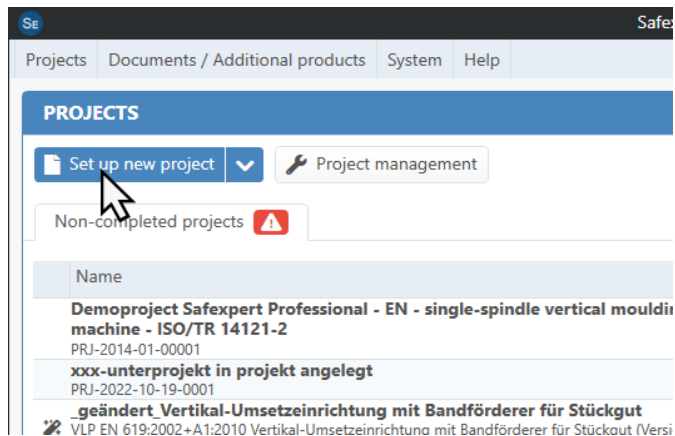 SE
Safex
Projects Documents / Additional products System Help
PROJECTS
Set up new project Project management
Non-completed projects
Name
Demoproject Safexpert Professional - EN - single-spindle vertical mouldin
machine - ISO/TR 14121-2
PRJ-2014-01-00001
xxx-unterprojekt in projekt angelegt
PRJ-2022-10-19-0001
_geändert_Vertikal-Umsetzeinrichtung mit Bandförderer für Stückgut
VLP EN 619:2002+A1:2010 Vertikal-Umsetzeinrichtung mit Bandförderer für Stückgut (Versi